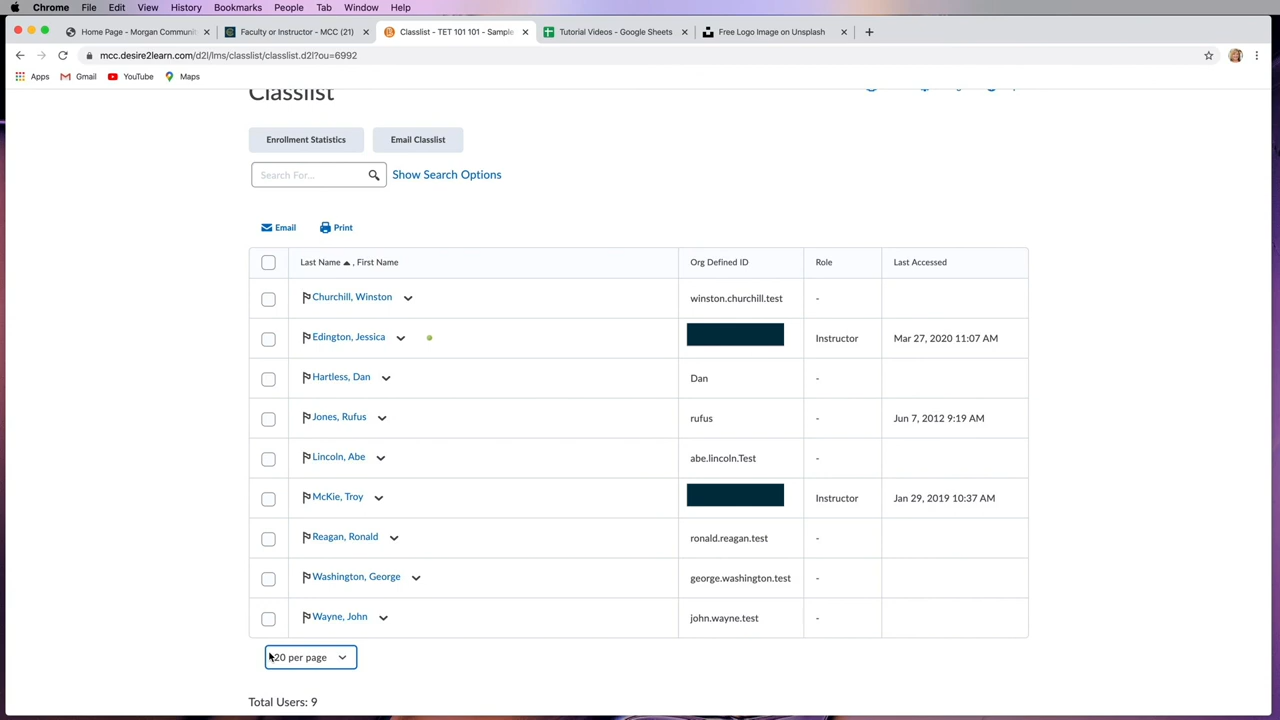 Chrome File Edit View History Bookmarks People Tab Window Help
Home Page - Morgan Communi
Faculty or Instructor - MCC (21)
Classlist - TET 101 101 - Sample
Tutorial Videos - Google Sheets
Free Logo Image on Unsplash
mcc.desire2learn.com/d2l/lms/classlist/classlist.d2l?ou=6992
Apps Gmail YouTube Maps
Classlist
Enrollment Statistics Email Classlist
Search For... Show Search Options
Email Print
Last Name , First Name Org Defined ID Role Last Accessed
Churchill, Winston winston.churchill.test -
Edington, Jessica Instructor Mar 27, 2020 11:07 AM
Hartless, Dan Dan -
Jones, Rufus rufus - Jun 7, 2012 9:19 AM
Lincoln, Abe abe.lincoln.Test -
McKie, Troy Instructor Jan 29, 2019 10:37 AM
Reagan, Ronald ronald.reagan.test -
Washington, George george.washington.test -
Wayne, John john.wayne.test -
20 per page
Total Users: 9